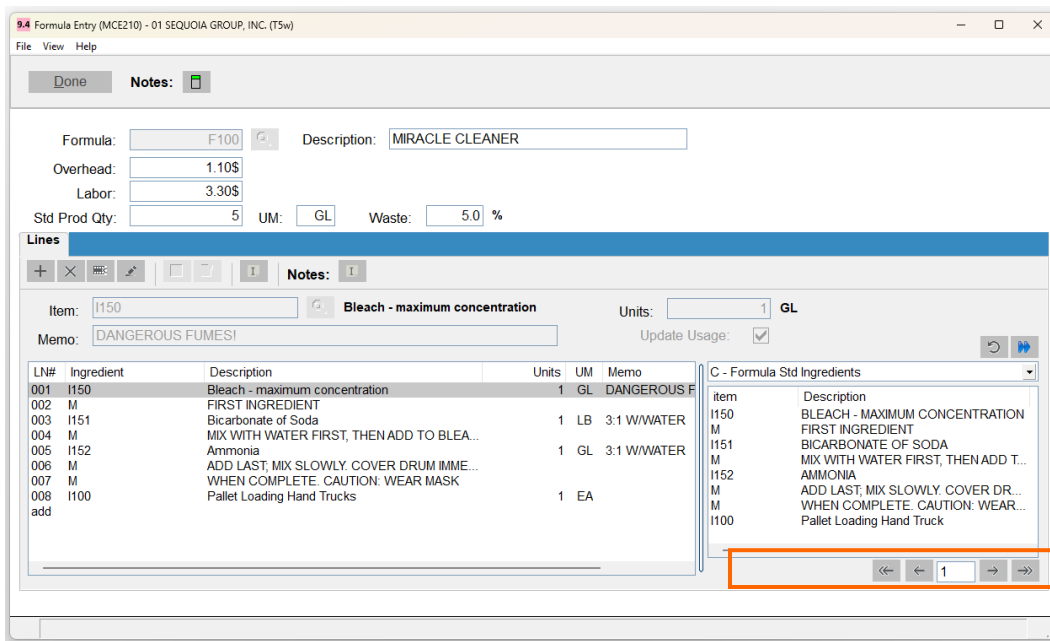 9.4 Formula Entry (MCE210) - 01 SEQUOIA GROUP, INC. (T5w)
File View Help
Done Notes:
Formula: F100 Description: MIRACLE CLEANER
Overhead: 1.10$
Labor: 3.30$
Std Prod Qty: 5 UM: GL Waste: 5.0 %
Lines
Notes:
Item: I150 Bleach - maximum concentration Units: 1 GL
Memo: DANGEROUS FUMES! Update Usage:
C - Formula Std Ingredients
LN# Ingredient Description Units UM Memo
001 I150 Bleach - maximum concentration 1 GL DANGEROUS F
002 M FIRST INGREDIENT
003 I151 Bicarbonate of Soda 1 LB 3:1 W/WATER
004 M MIX WITH WATER FIRST, THEN ADD TO BLEA...
005 I152 Ammonia 1 GL 3:1 W/WATER
006 M ADD LAST; MIX SLOWLY. COVER DRUM IMME...
007 M WHEN COMPLETE. CAUTION: WEAR MASK
008 I100 Pallet Loading Hand Trucks 1 EA
add
item Description
I150 BLEACH - MAXIMUM CONCENTRATION
M FIRST INGREDIENT
I151 BICARBONATE OF SODA
M MIX WITH WATER FIRST, THEN ADD T...
I152 AMMONIA
M ADD LAST; MIX SLOWLY. COVER DR...
M WHEN COMPLETE. CAUTION: WEAR...
I100 Pallet Loading Hand Truck
1